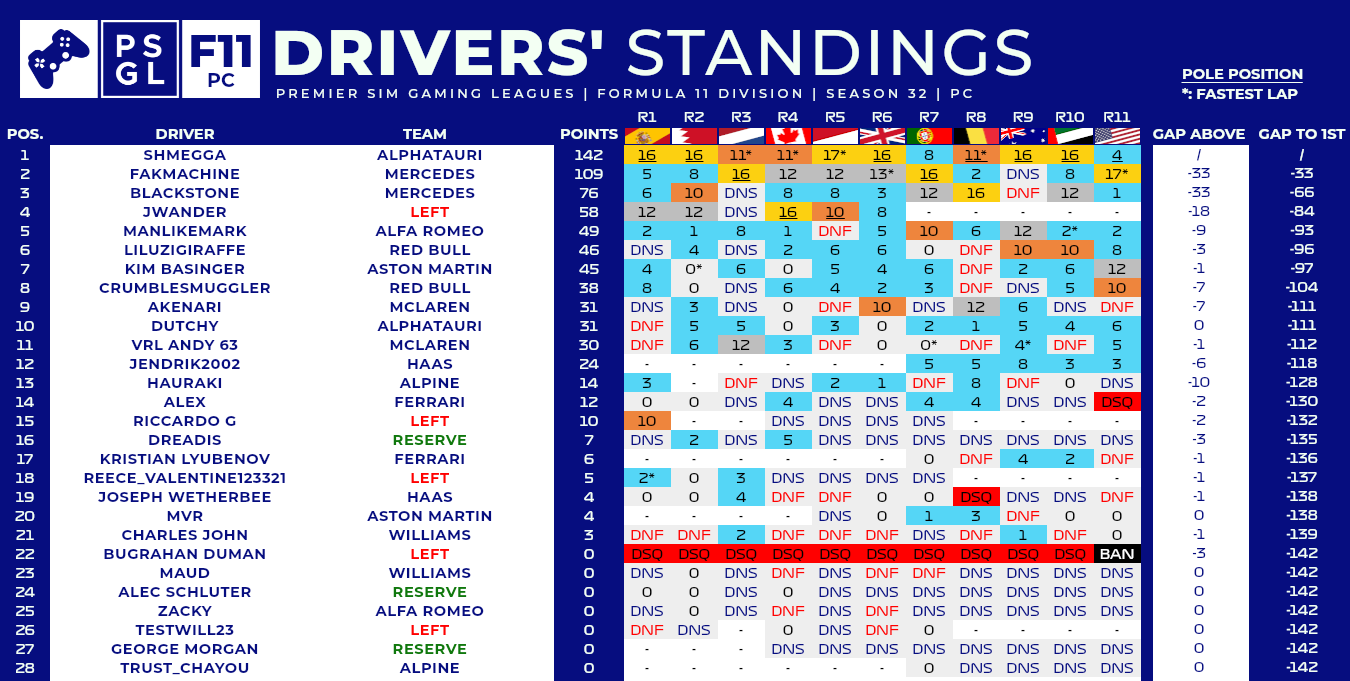 PS
GL
F11
PC
DRIVERS' STANDINGS
PREMIER SIM GAMING LEAGUES | FORMULA 11 DIVISION | SEASON 32 | PC
POLE POSITION
*: FASTEST LAP
R1 R2 R3 R4 R5 R6 R7 R8 R9 R10 R11
POS. DRIVER TEAM POINTS GAP ABOVE GAP TO 1ST
1 SHMEGGA ALPHATAURI 142 16 16 11* 11* 17* 16 8 11* 16 16 4 / /
2 FAKMACHINE MERCEDES 109 5 8 16 12 12 13* 16 2 DNS 8 17* -33 -33
3 BLACKSTONE MERCEDES 76 6 10 DNS 8 8 3 12 16 DNF 12 1 -33 -66
4 JWANDER LEFT 58 12 12 DNS 16 10 8 - - - - - -18 -84
5 MANLIKEMARK ALFA ROMEO 49 2 1 8 1 DNF 5 10 6 12 2* 2 -9 -93
6 LILUZIGIRAFFE RED BULL 46 DNS 4 DNS 2 6 6 0 DNF 10 10 8 -3 -96
7 KIM BASINGER ASTON MARTIN 45 4 0* 6 0 5 4 6 DNF 2 6 12 -1 -97
8 CRUMBLESMUGGLER RED BULL 38 8 0 DNS 6 4 2 3 DNF DNS 5 10 -7 -104
9 AKENARI MCLAREN 31 DNS 3 DNS 0 DNF 10 DNS 12 6 DNS DNF -7 -111
10 DUTCHY ALPHATAURI 31 DNF 5 5 0 3 0 2 1 5 4 6 0 -111
11 VRL ANDY 63 MCLAREN 30 DNF 6 12 3 DNF 0 0* DNF 4* DNF 5 -1 -112
12 JENDRIK2002 HAAS 24 - - - - - - 5 5 8 3 3 -6 -118
13 HAURAKI ALPINE 14 3 - DNF DNS 2 1 DNF 8 DNF 0 DNS -10 -128
14 ALEX FERRARI 12 0 0 DNS 4 DNS DNS 4 4 DNS DNS DSQ -2 -130
15 RICCARDO G LEFT 10 10 - - DNS DNS DNS DNS - - - - -2 -132
16 DREADIS RESERVE 7 DNS 2 DNS 5 DNS DNS DNS DNS DNS DNS DNS -3 -135
17 KRISTIAN LYUBENOV FERRARI 6 - - - - - - 0 DNF 4 2 DNF -1 -136
18 REECE_VALENTINE123321 LEFT 5 2* 0 3 DNS DNS DNS DNS - - - - -1 -137
19 JOSEPH WETHERBEE HAAS 4 0 0 4 DNF DNF 0 0 DSQ DNS DNS DNF -1 -138
20 MVR ASTON MARTIN 4 - - - - DNS 0 1 3 DNF 0 0 0 -138
21 CHARLES JOHN WILLIAMS 3 DNF DNF 2 DNF DNF DNF DNS DNF 1 DNF 0 -1 -139
22 BUGRAHAN DUMAN LEFT 0 DSQ DSQ DSQ DSQ DSQ DSQ DSQ DSQ DSQ DSQ BAN -3 -142
23 MAUD WILLIAMS 0 DNS 0 DNS DNF DNS DNF DNF DNS DNS DNS DNS 0 -142
24 ALEC SCHLUTER RESERVE 0 0 0 DNS 0 DNS DNS DNS DNS DNS DNS DNS 0 -142
25 ZACKY ALFA ROMEO 0 DNS 0 DNS DNF DNS DNF DNS DNS DNS DNS DNS 0 -142
26 TESTWILL23 LEFT 0 DNF DNS - 0 DNS DNF 0 - - - - 0 -142
27 GEORGE MORGAN RESERVE 0 - - - DNS DNS DNS DNS DNS DNS DNS DNS 0 -142
28 TRUST_CHAYOU ALPINE 0 - - - - - - 0 DNS DNS DNS DNS 0 -142